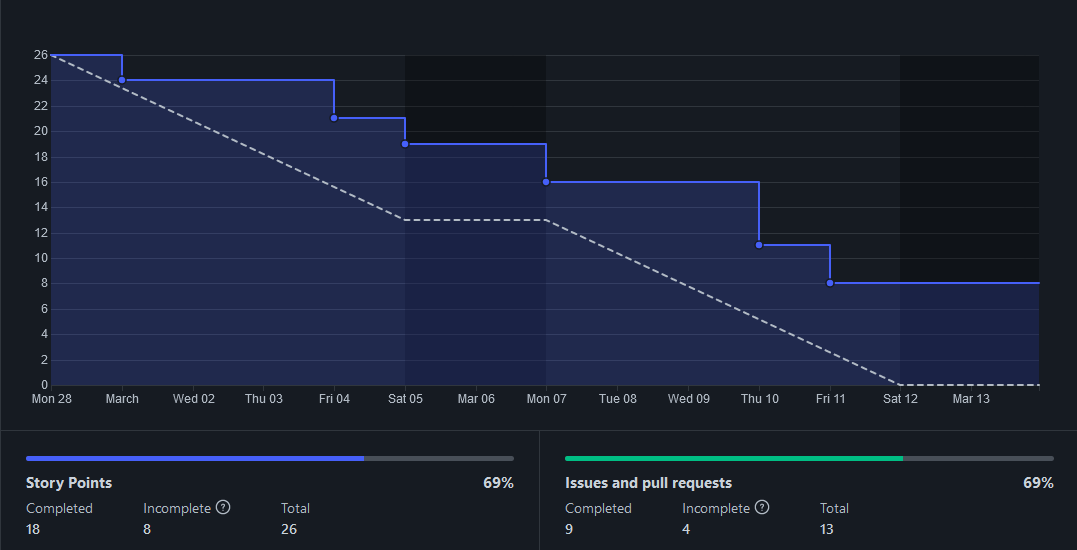 26
24
22
20
18
16
14
12
10
8
6
4
2
0
Mon 28 March Wed 02 Thu 03 Fri 04 Sat 05 Mar 06 Mon 07 Tue 08 Wed 09 Thu 10 Fri 11 Sat 12 Mar 13
Story Points 69%
Completed Incomplete ? Total
18 8 26
Issues and pull requests 69%
Completed Incomplete ? Total
9 4 13